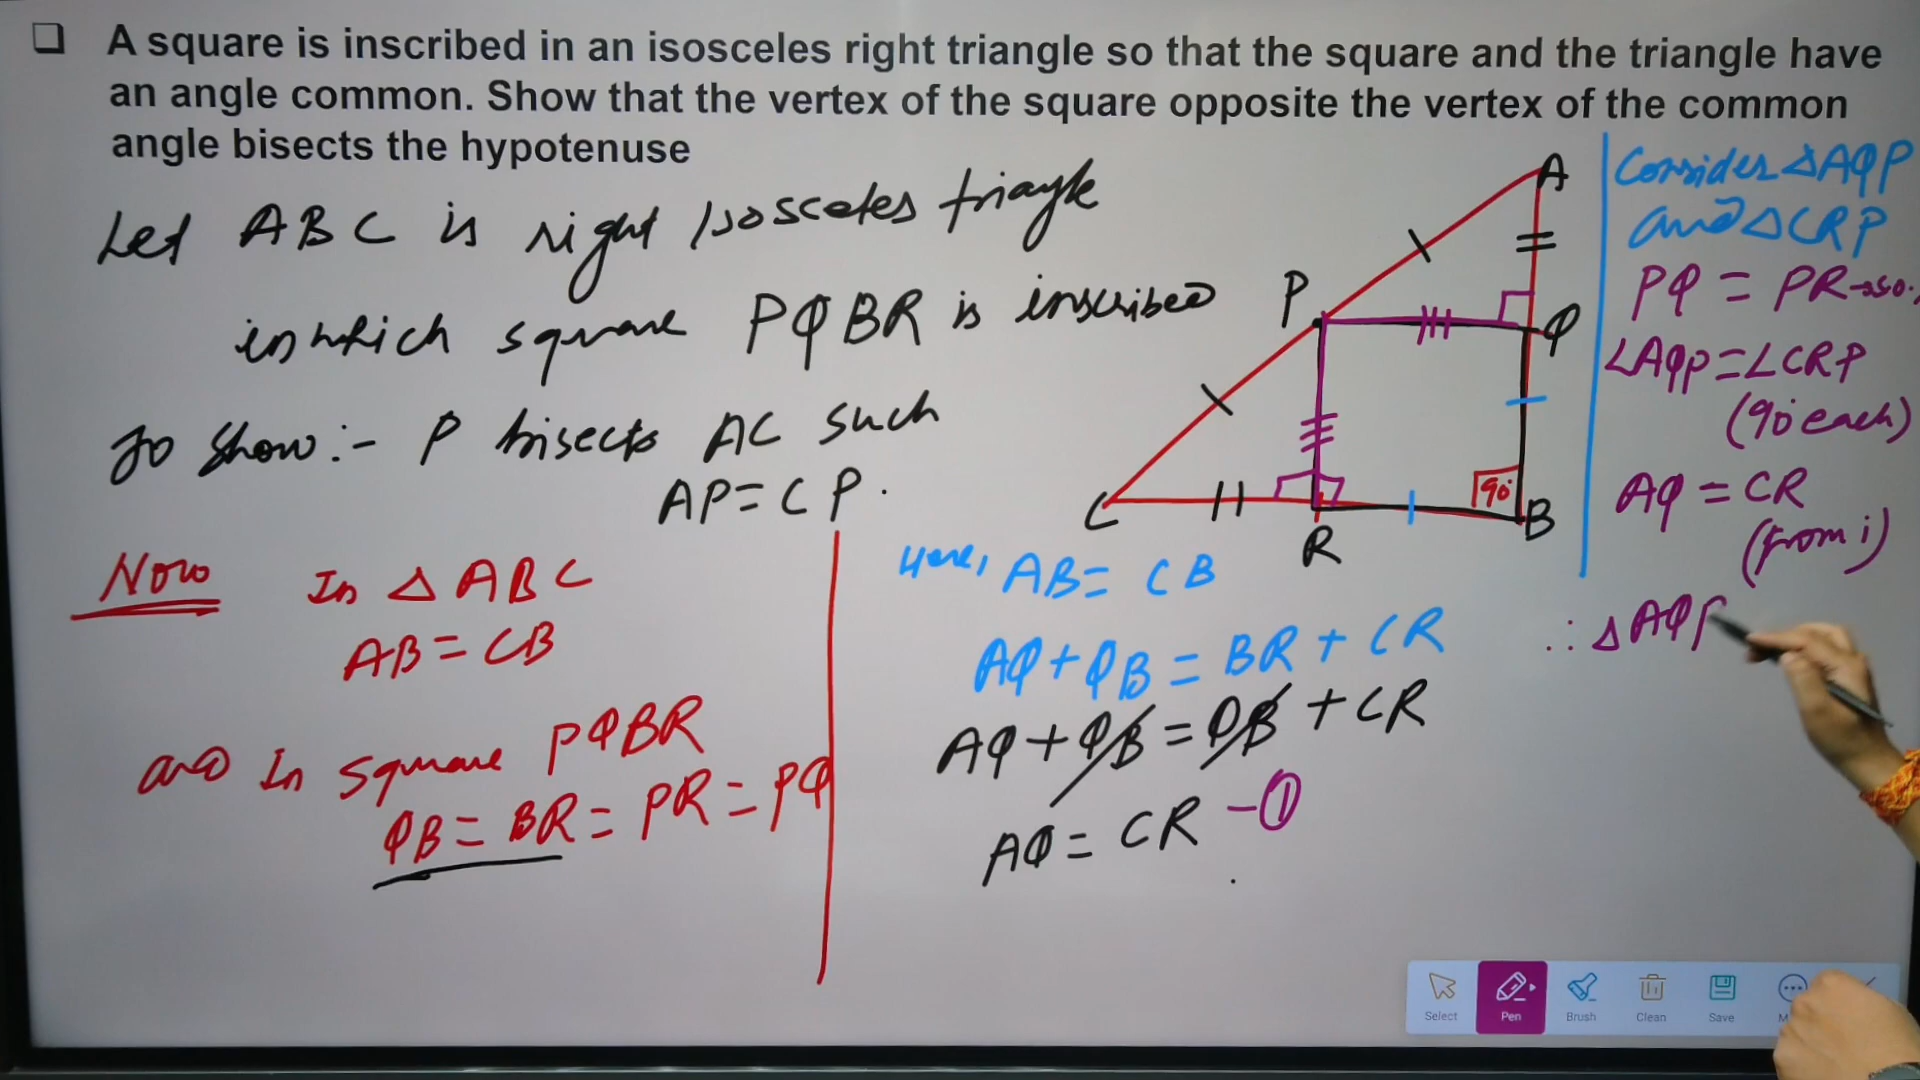 ❑ A square is inscribed in an isosceles right triangle so that the square and the triangle have
an angle common. Show that the vertex of the square opposite the vertex of the common
angle bisects the hypotenuse
Let ABC is right Isosceles triangle
in which square PQBR is inscribed
To show:- P bisects AC such
AP = CP.
Now In △ABC
AB = CB
and In square PQBR
QB = BR = PR = PQ
A
P
Q
90°
C
R
B
Here, AB = CB
AQ + QB = BR + CR
AQ + QB = QB + CR
AQ = CR - ①
Consider △AQP
and △CRP
PQ = PR
∠AQP = ∠CRP
(90 each)
AQ = CR
(from i)
∴ △AQP
Select
Pen
Brush
Clean
Save